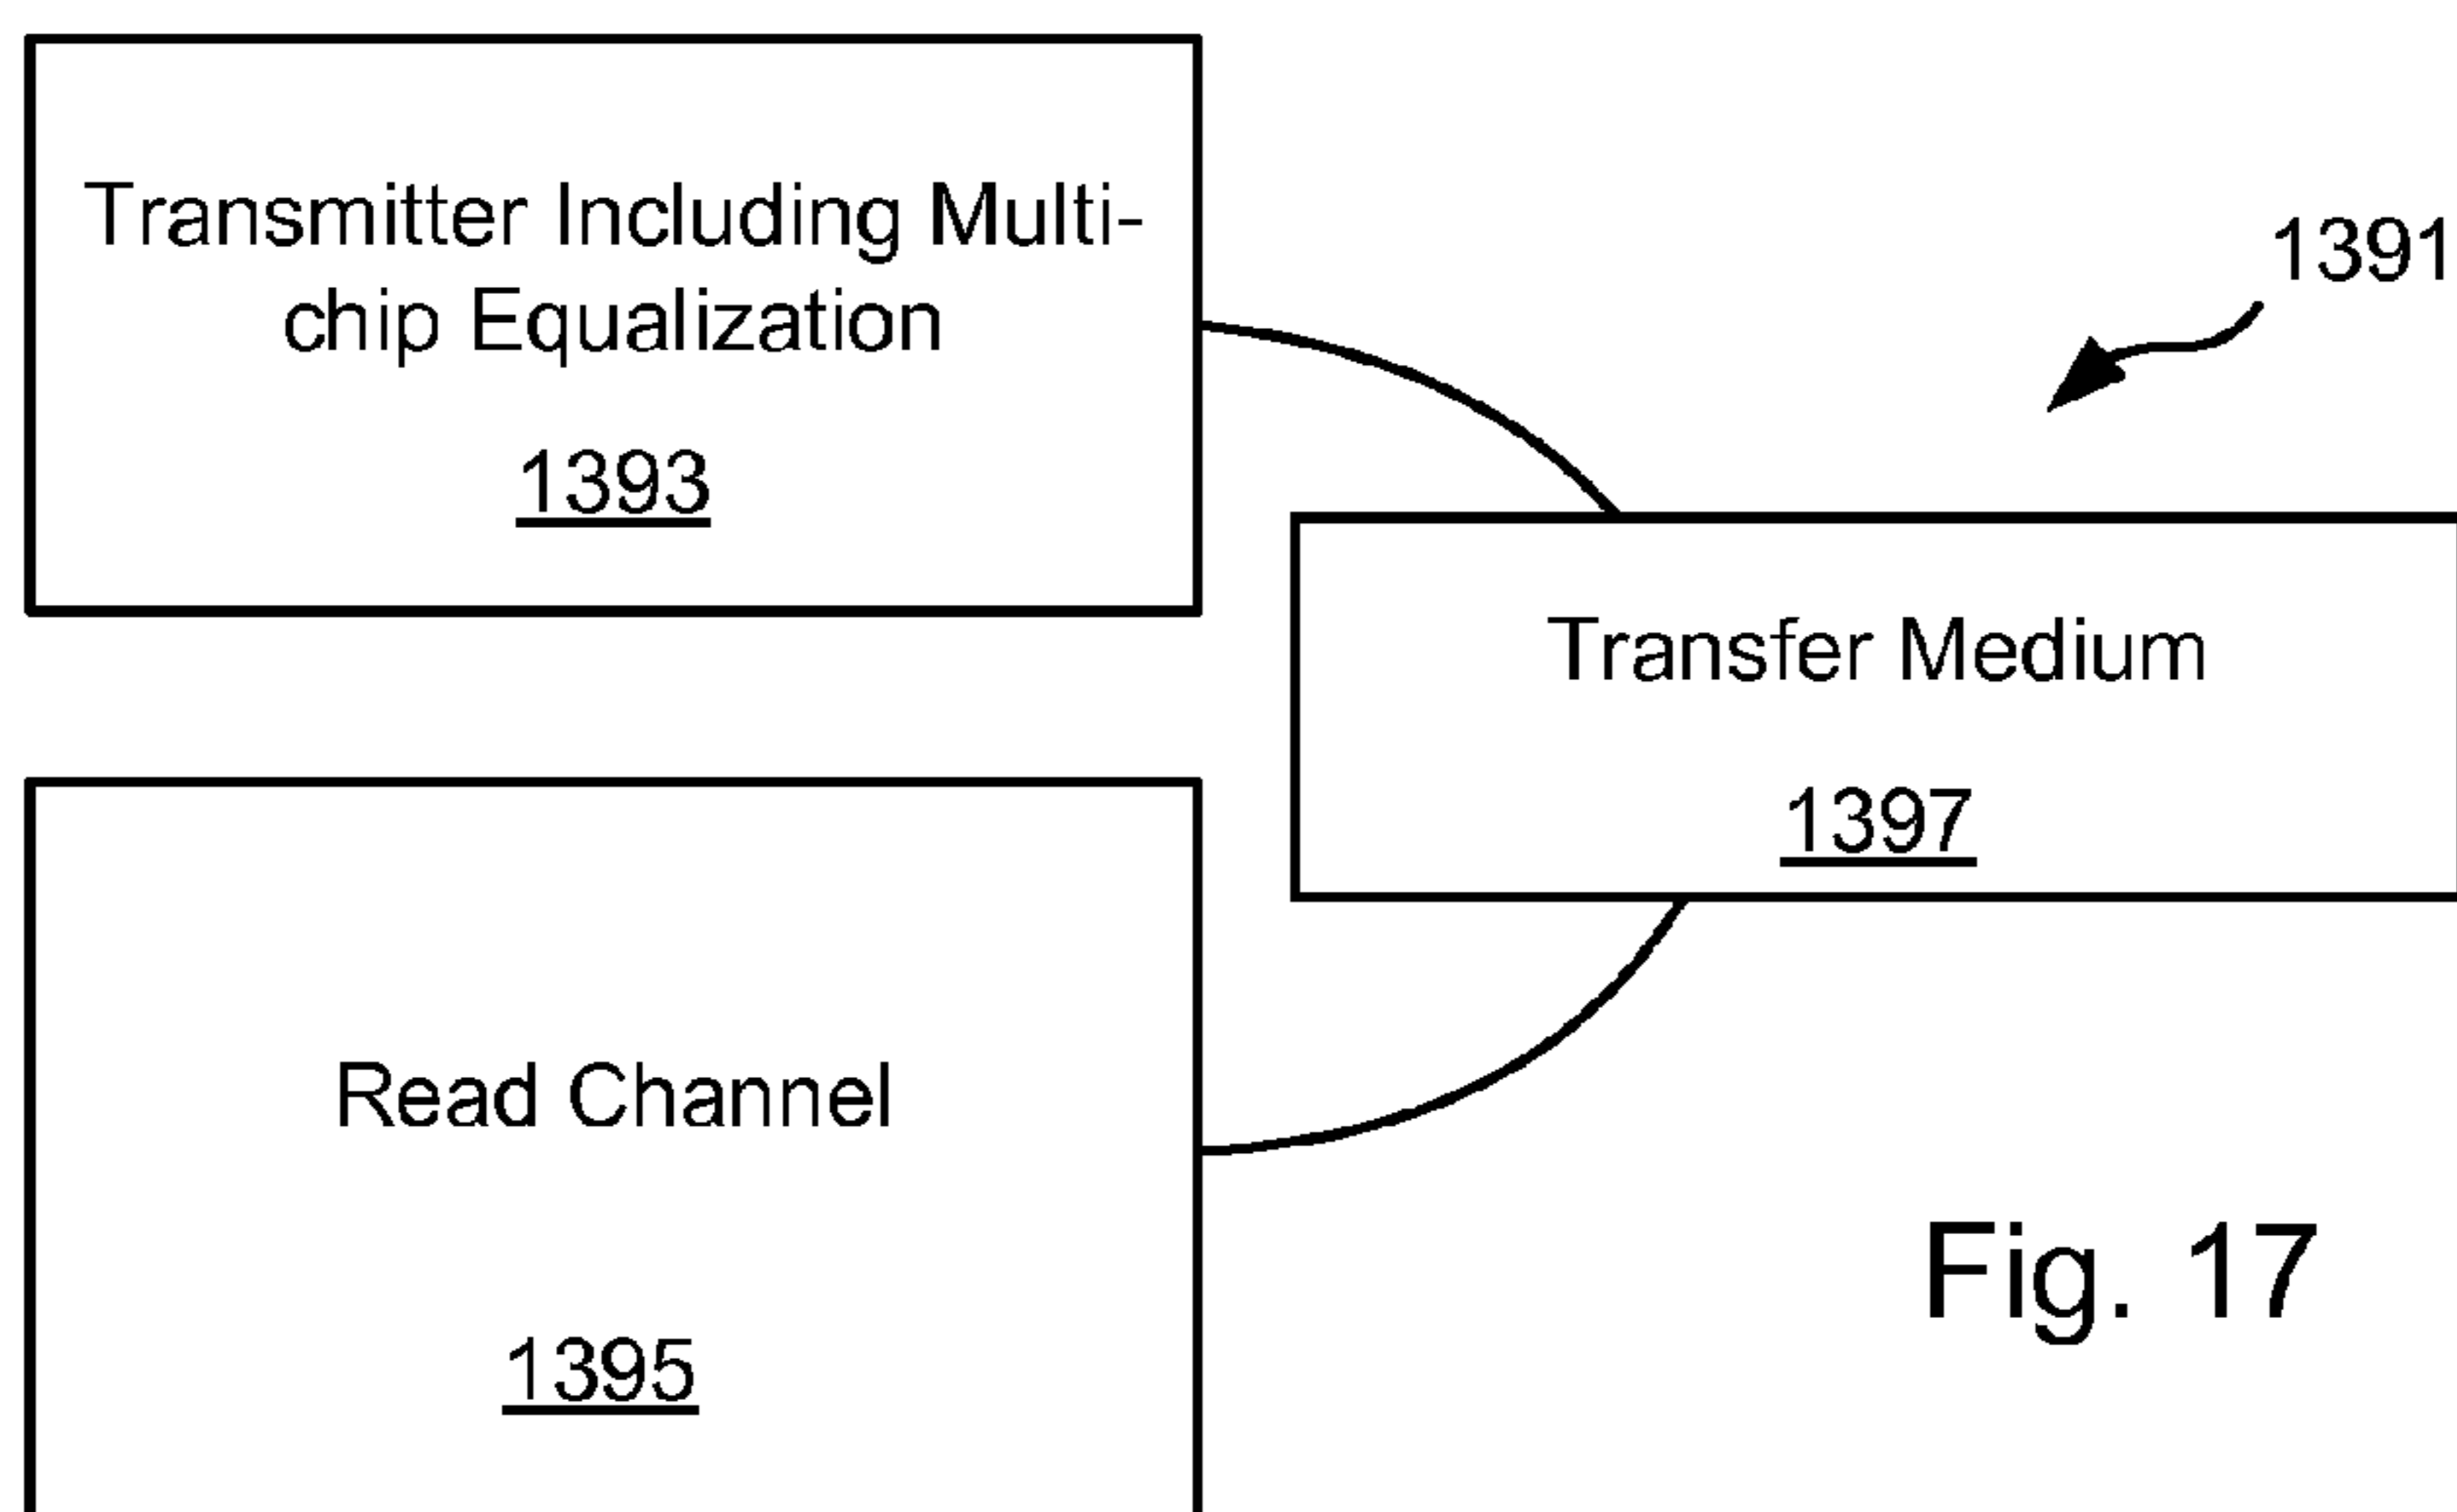 Transmitter Including Multi-
chip Equalization
1393
1391
Transfer Medium
1397
Read Channel
1395
Fig. 17